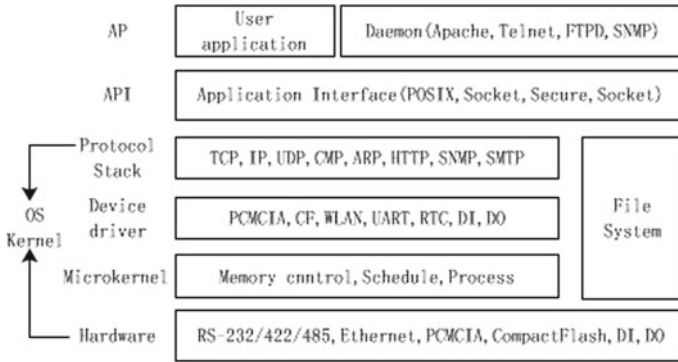 AP
User
application
Daemon(Apache, Telnet, FTPD, SNMP)
API
Application Interface(POSIX, Socket, Secure, Socket)
Protocol
Stack
TCP, IP, UDP, CMP, ARP, HTTP, SNMP, SMTP
OS
Kernel
Device
driver
PCMCIA, CF, WLAN, UART, RTC, DI, DO
File
System
Microkernel
Memory cnntrol, Schedule, Process
Hardware
RS-232/422/485, Ethernet, PCMCIA, CompactFlash, DI, DO